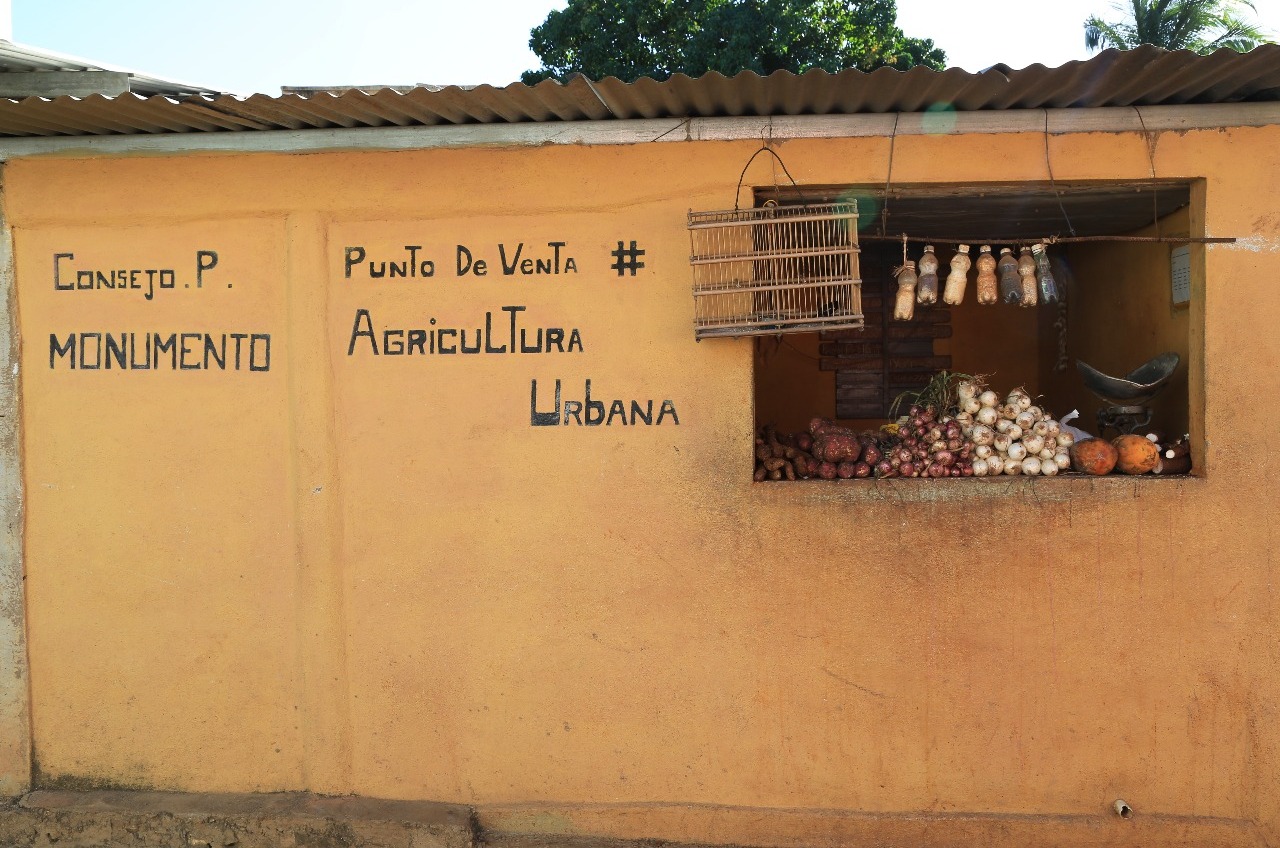 Consejo.P.
MONUMENTO
Punto De Venta #
Agricultura
Urbana